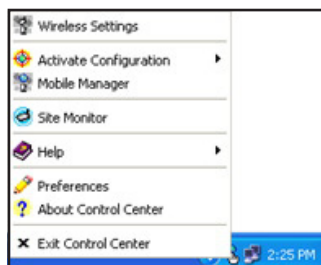 Wireless Settings
Activate Configuration
Mobile Manager
Site Monitor
Help
Preferences
About Control Center
Exit Control Center
2:25 PM